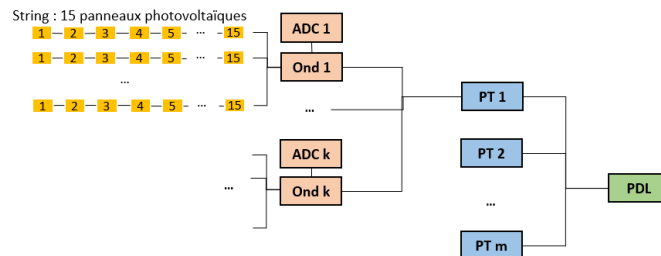 String : 15 panneaux photovoltaïques
1 2 3 4 5 ... 15
1 2 3 4 5 ... 15
...
1 2 3 4 5 ... 15
ADC 1
Ond 1
...
ADC k
Ond k
...
PT 1
PT 2
...
PT m
PDL